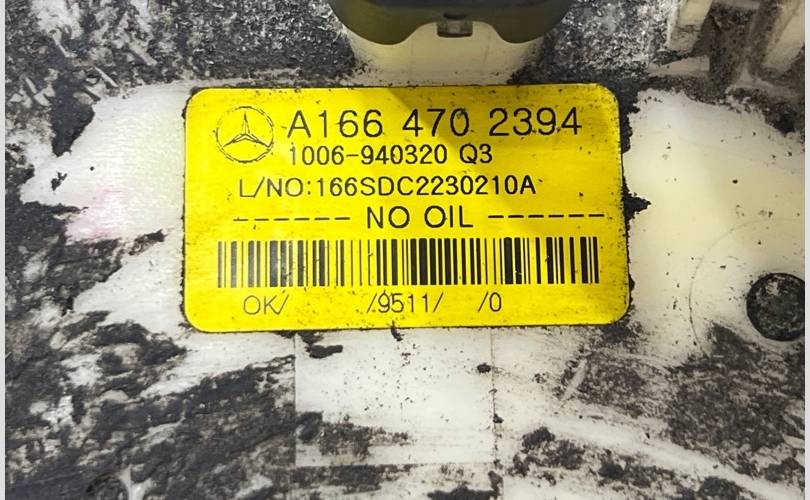 A166 470 2394
1006-940320 Q3
L/NO:166SDC2230210A
------ NO OIL ------
OK/ /9511/ /0